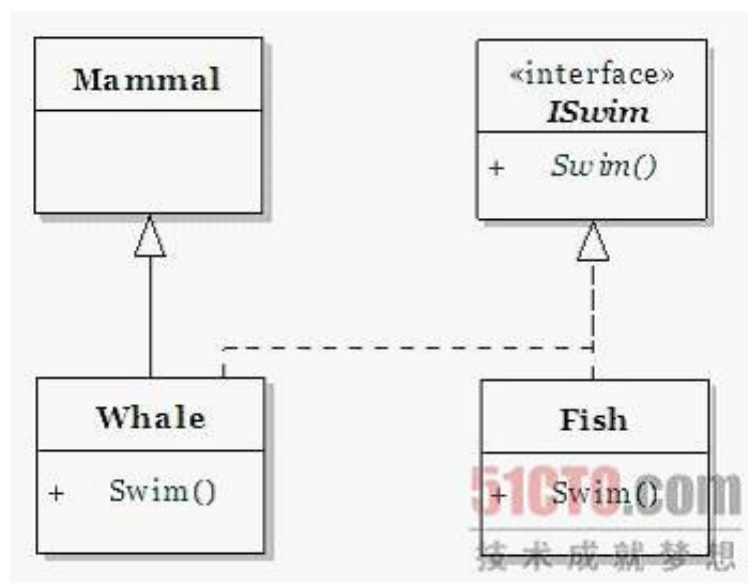 Mammal
«interface»
ISwim
+ Swim()
Whale
+ Swim()
Fish
+ Swim()
51CTO.com
技术成就梦想